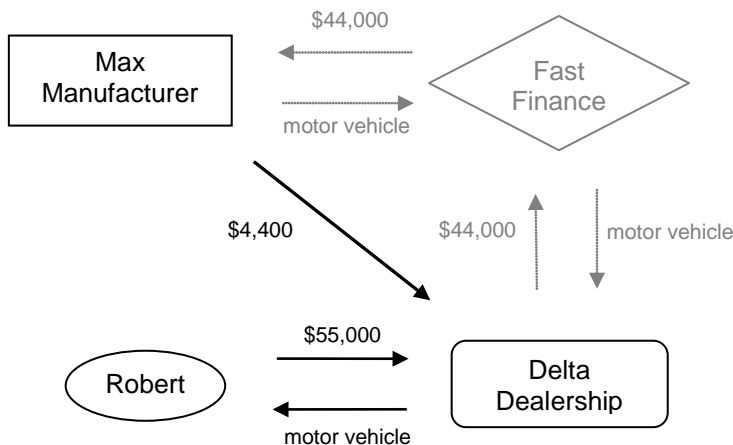 $44,000
Max
Manufacturer
Fast
Finance
motor vehicle
$4,400
$44,000
motor vehicle
$55,000
Robert
Delta
Dealership
motor vehicle